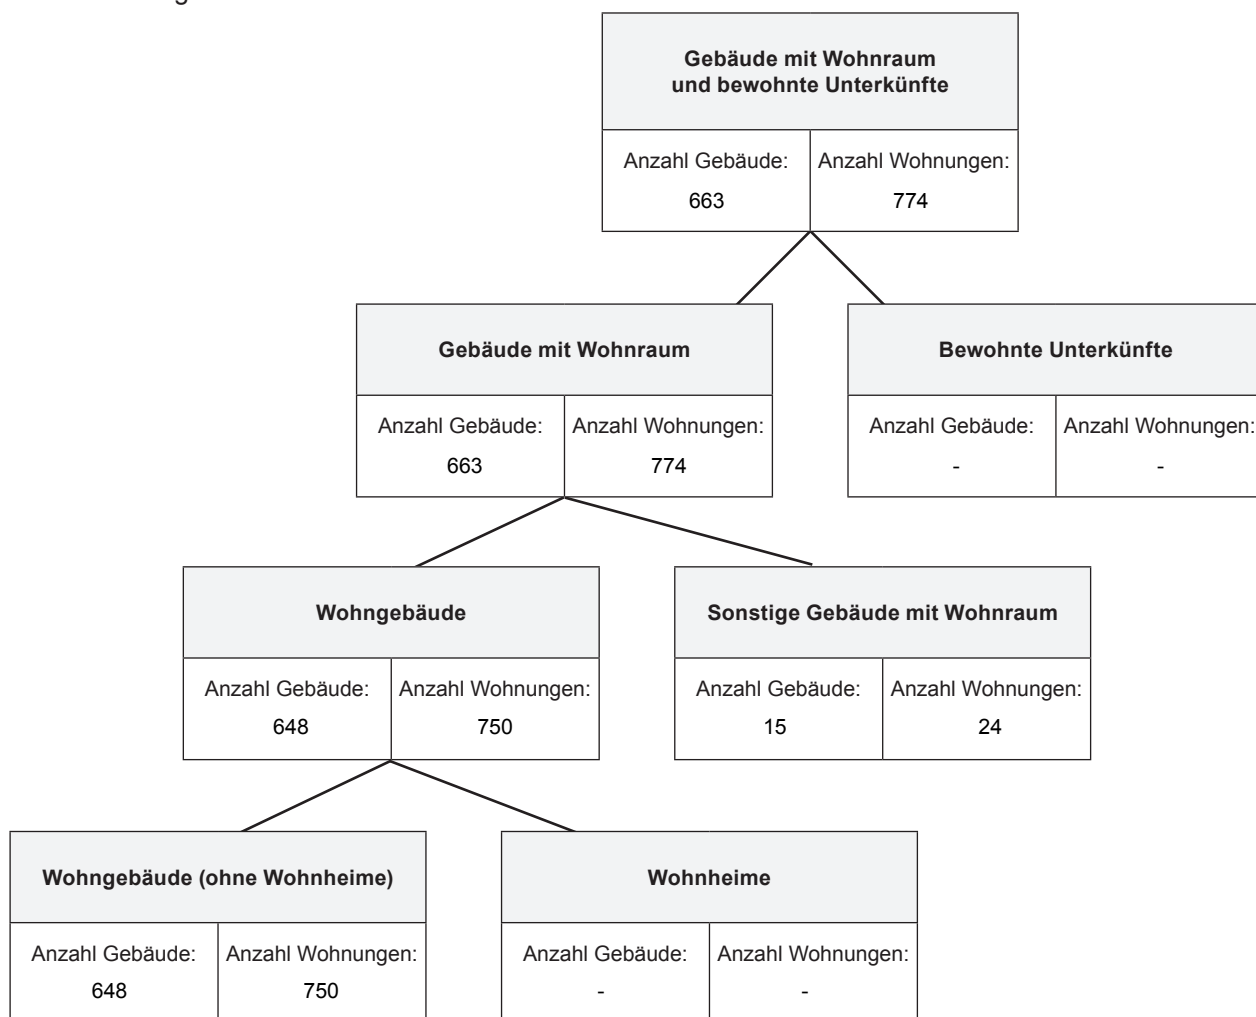 Gebäude mit Wohnraum
und bewohnte Unterkünfte
Anzahl Gebäude: Anzahl Wohnungen:
663 774
Gebäude mit Wohnraum
Bewohnte Unterkünfte
Anzahl Gebäude: Anzahl Wohnungen:
663 774
Anzahl Gebäude: Anzahl Wohnungen:
- -
Wohngebäude
Sonstige Gebäude mit Wohnraum
Anzahl Gebäude: Anzahl Wohnungen:
648 750
Anzahl Gebäude: Anzahl Wohnungen:
15 24
Wohngebäude (ohne Wohnheime)
Wohnheime
Anzahl Gebäude: Anzahl Wohnungen:
648 750
Anzahl Gebäude: Anzahl Wohnungen:
- -